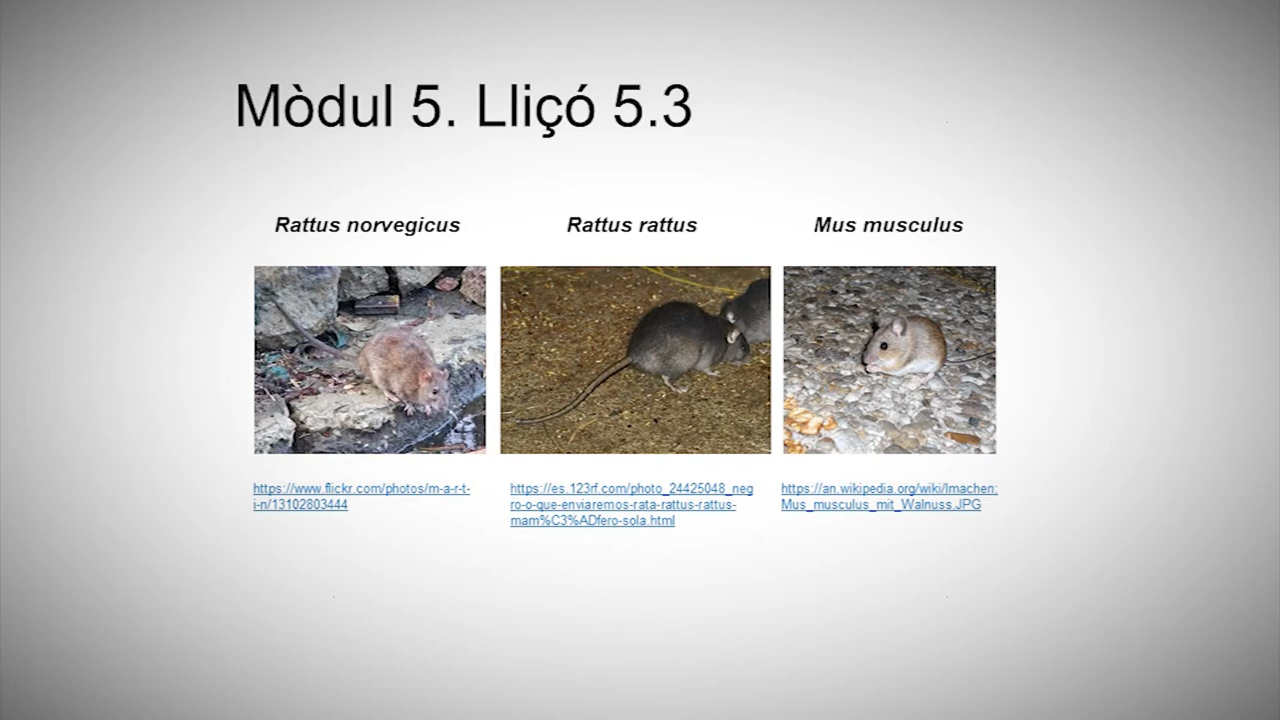 Mòdul 5. Lliçó 5.3
Rattus norvegicus
Rattus rattus
Mus musculus
https://www.flickr.com/photos/m-a-r-t-
i-n/13102803444
https://es.123rf.com/photo_24425048_neg
ro-o-que-enviaremos-rata-rattus-rattus-
mam%C3%ADfero-sola.html
https://an.wikipedia.org/wiki/Imachen:
Mus_musculus_mit_Walnuss.JPG